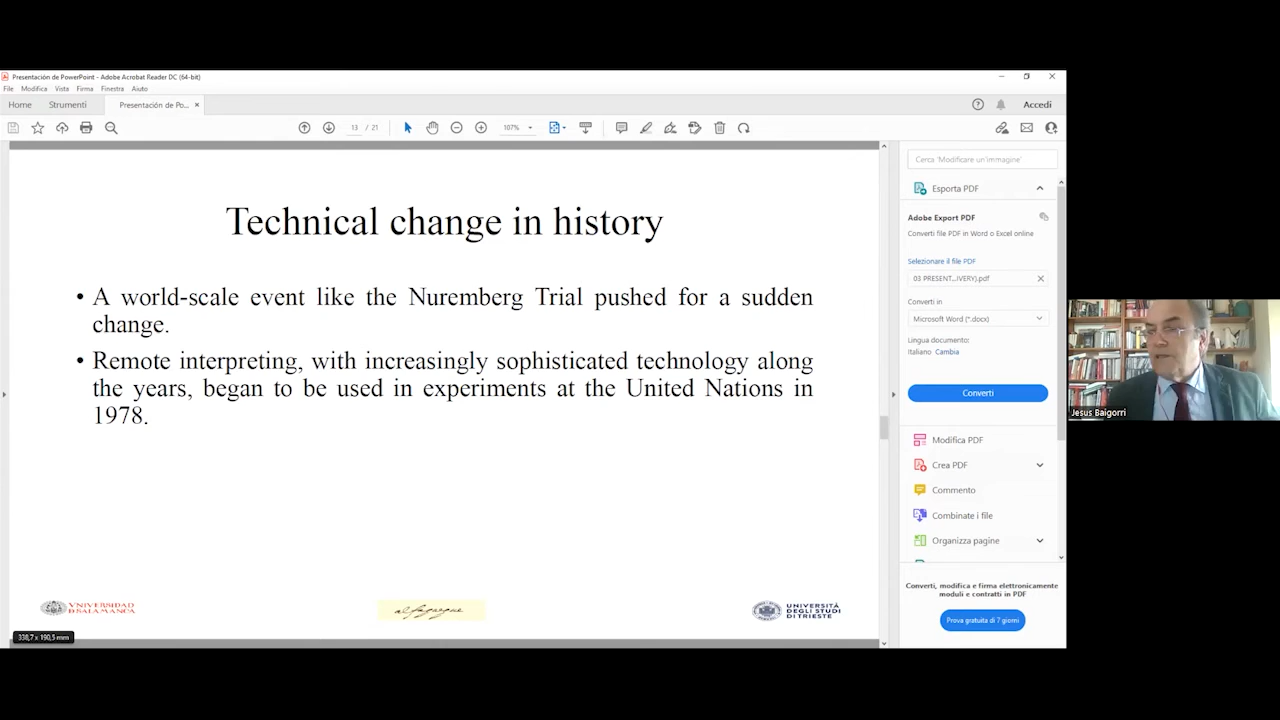 Presentación de PowerPoint - Adobe Acrobat Reader DC (64-bit)
File Modifica Vista Firma Finestra Aiuto
Home Strumenti Presentación de Po... × Accedi
13 / 21 107%
Technical change in history
• A world-scale event like the Nuremberg Trial pushed for a sudden
change.
• Remote interpreting, with increasingly sophisticated technology along
the years, began to be used in experiments at the United Nations in
1978.
VNIVERSIDAD
D SALAMANCA
UNIVERSITÀ
DEGLI STUDI
DI TRIESTE
338,7 x 190,5 mm
Cerca 'Modificare un'immagine'
Esporta PDF
Adobe Export PDF
Converti file PDF in Word o Excel online
Selezionare il file PDF
03 PRESENT...IVERY).pdf
Converti in
Microsoft Word (*.docx)
Lingua documento:
Italiano Cambia
Converti
Modifica PDF
Crea PDF
Commento
Combinate i file
Organizza pagine
Converti, modifica e firma elettronicamente
moduli e contratti in PDF
Prova gratuita di 7 giorni
Jesus Baigorri